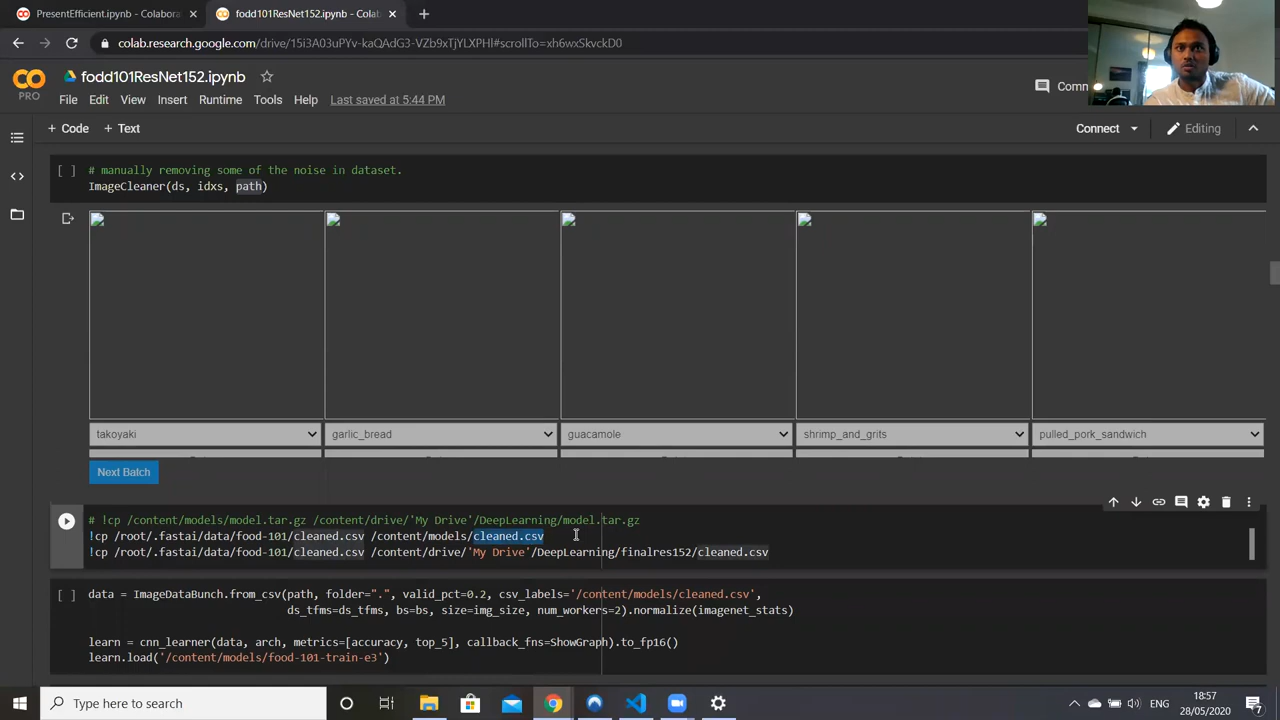 PresentEfficient.ipynb - Colabora
fodd101ResNet152.ipynb - Colab
colab.research.google.com/drive/15i3A03uPYv-kaQAdG3-VZb9xTjYLXPHl#scrollTo=xh6wxSkvckD0
fodd101ResNet152.ipynb
PRO
File Edit View Insert Runtime Tools Help Last saved at 5:44 PM
Comm
+ Code + Text
Connect
Editing
[ ] # manually removing some of the noise in dataset.
ImageCleaner(ds, idxs, path)
takoyaki garlic_bread guacamole shrimp_and_grits pulled_pork_sandwich
Next Batch
# !cp /content/models/model.tar.gz /content/drive/'My Drive'/DeepLearning/model.tar.gz
!cp /root/.fastai/data/food-101/cleaned.csv /content/models/cleaned.csv
!cp /root/.fastai/data/food-101/cleaned.csv /content/drive/'My Drive'/DeepLearning/finalres152/cleaned.csv
[ ] data = ImageDataBunch.from_csv(path, folder=".", valid_pct=0.2, csv_labels='/content/models/cleaned.csv',
ds_tfms=ds_tfms, bs=bs, size=img_size, num_workers=2).normalize(imagenet_stats)
learn = cnn_learner(data, arch, metrics=[accuracy, top_5], callback_fns=ShowGraph).to_fp16()
learn.load('/content/models/food-101-train-e3')
Type here to search
ENG
18:57
28/05/2020
7